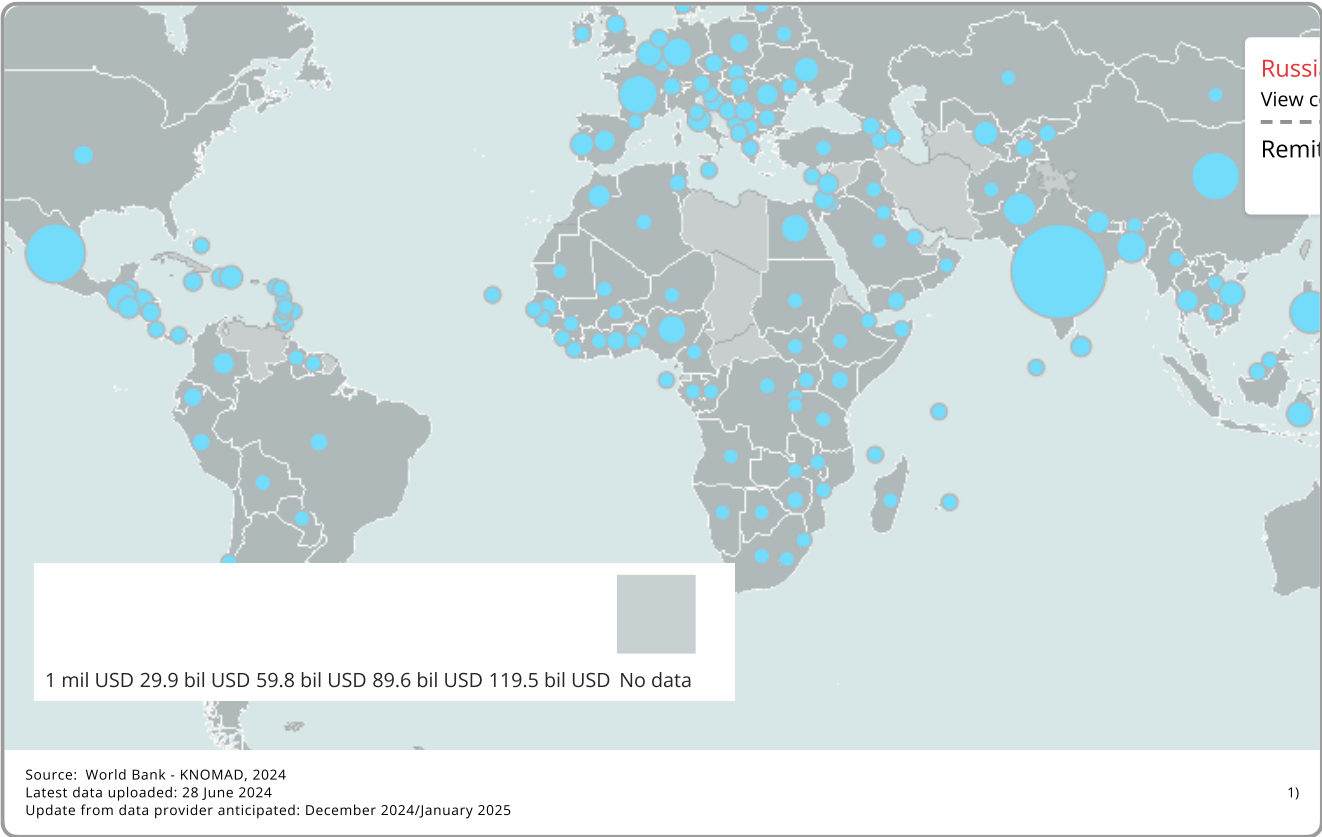 Russi
View c
Remit
1 mil USD 29.9 bil USD 59.8 bil USD 89.6 bil USD 119.5 bil USD No data
Source: World Bank - KNOMAD, 2024
Latest data uploaded: 28 June 2024
1)
Update from data provider anticipated: December 2024/January 2025